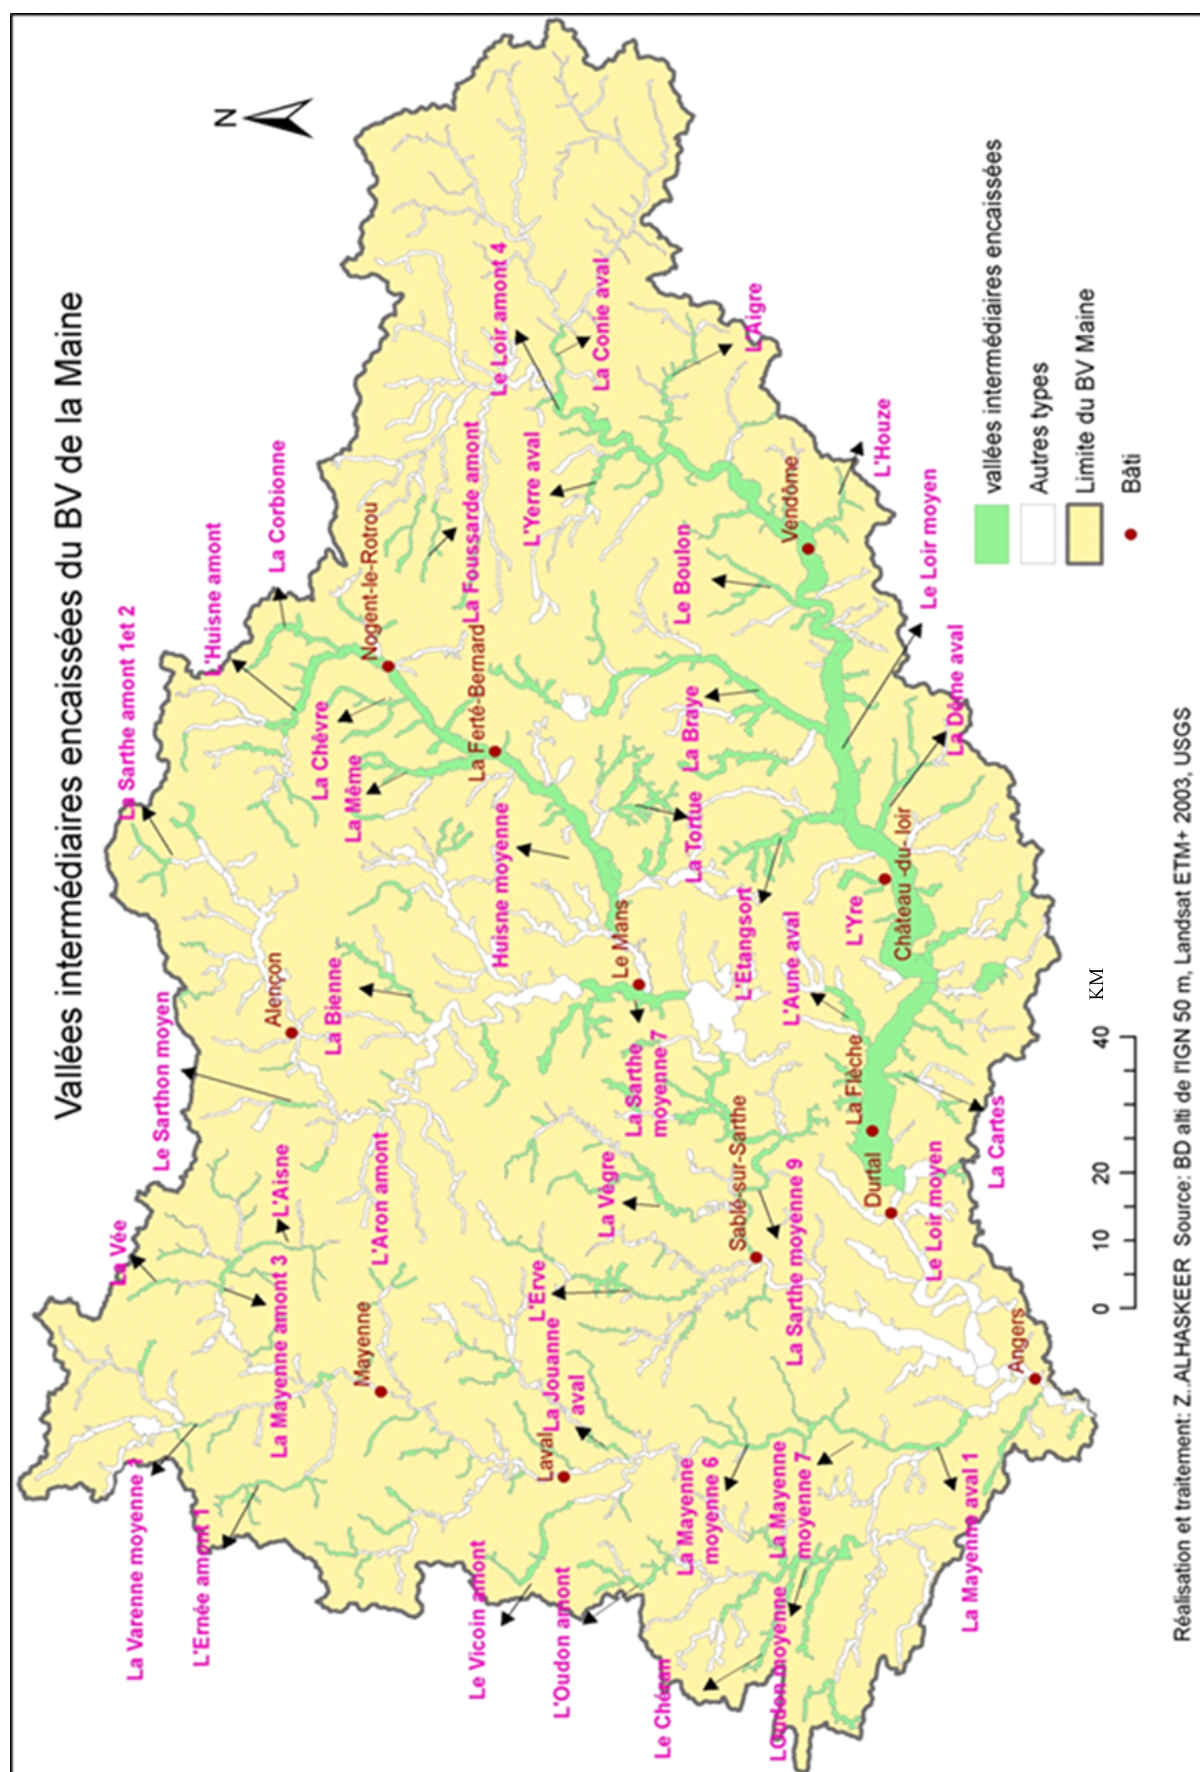 Vallées intermédiaires encaissées du BV de la Maine
N
La Sarthe amont 1et 2
L'Huisne amont
La Corbionne
Le Sarthon moyen
Alençon
La Bienne
La Chèvre
La Même
Nogent-le-Rotrou
La Foussarde amont
La Ferté-Bernard
Le Loir amont 4
L'Yerre aval
La Conie aval
L'Aigre
La Vée
L'Aisne
La Mayenne amont 3
L'Aron amont
Mayenne
La Varenne moyenne 2
L'Ernée amont 1
Huisne moyenne
Le Mans
La Sarthe
moyenne 7
La Tortue
La Braye
Le Boulon
Vendôme
L'Houze
Le Loir moyen
La Dême aval
L'Etangsort
L'Aune aval
L'Yre
Château -du- loir
La Vègre
L'Erve
La Jouanne
aval
Laval
Le Vicoin amont
L'Oudon amont
Le Chéran
Sablé-sur-Sarthe
La Sarthe moyenne 9
La Flèche
Durtal
Le Loir moyen
La Cartes
La Mayenne
moyenne 6
La Mayenne
moyenne 7
L'Oudon moyenne
La Mayenne aval 1
Angers
0 10 20 40 KM
vallées intermédiaires encaissées
Autres types
Limite du BV Maine
Bâti
Réalisation et traitement: Z..ALHASKEER Source: BD alti de l'IGN 50 m, Landsat ETM+ 2003, USGS